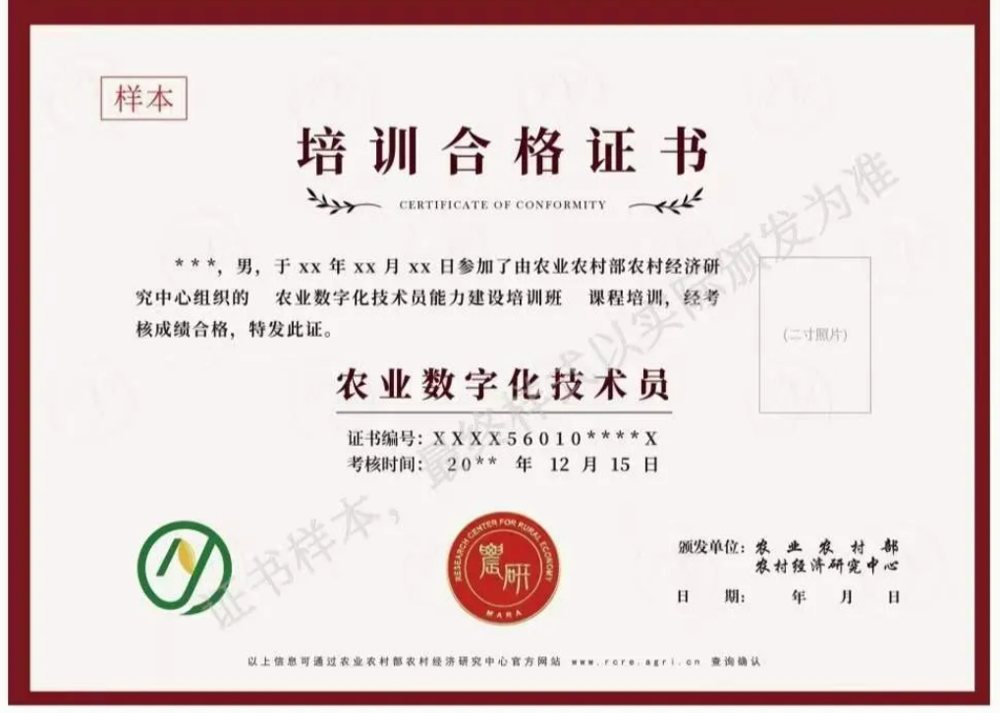 样本
培训合格证书
CERTIFICATE OF CONFORMITY
***，男，于 xx 年 xx 月 xx 日参加了由农业农村部农村经济研
究中心组织的 农业数字化技术员能力建设培训班 课程培训，经考
核成绩合格，特发此证。
(二寸照片)
农业数字化技术员
证书编号：XXXX56010****X
考核时间： 20** 年 12 月 15 日
证书样本，最终样式以实际颁发为准
RESEARCH CENTER FOR RURAL ECONOMY
農研
MARA
颁发单位：农业农村部
农村经济研究中心
日 期： 年 月 日
以上信息可通过农业农村部农村经济研究中心官方网站 www.rcre.agri.cn 查询确认